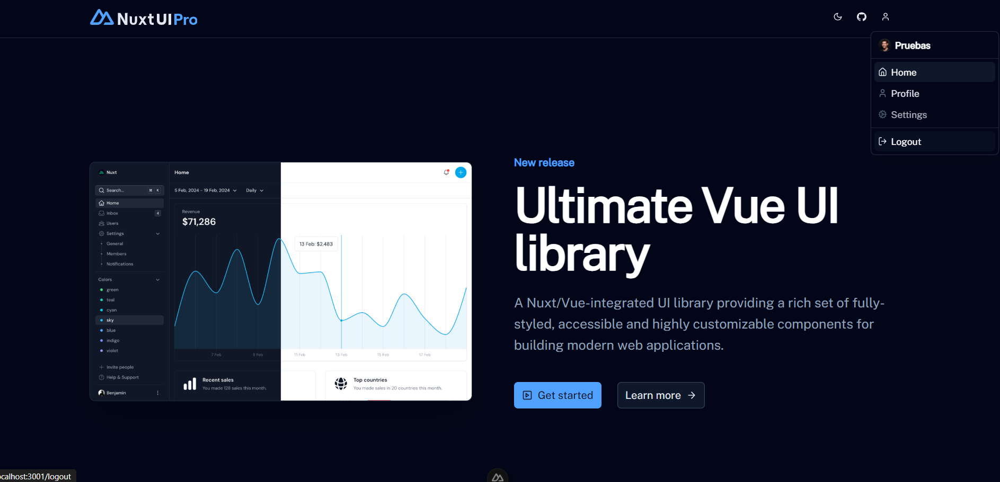 NuxtUIPro
Pruebas
Home
Profile
Settings
Logout
Nuxt
Search...
⌘ K
Home
Inbox
4
Users
Settings
General
Members
Notifications
Colors
green
teal
cyan
sky
blue
indigo
violet
Invite people
Help & Support
Benjamin
Home
5 Feb, 2024 - 19 Feb, 2024
Daily
Revenue
$71,286
13 Feb: $2,483
7 Feb
9 Feb
11 Feb
13 Feb
15 Feb
17 Feb
Recent sales
You made 128 sales this month.
Top countries
You made sales in 20 countries this month.
New release
Ultimate Vue UI
library
A Nuxt/Vue-integrated UI library providing a rich set of fully-
styled, accessible and highly customizable components for
building modern web applications.
Get started
Learn more
ocalhost:3001/logout